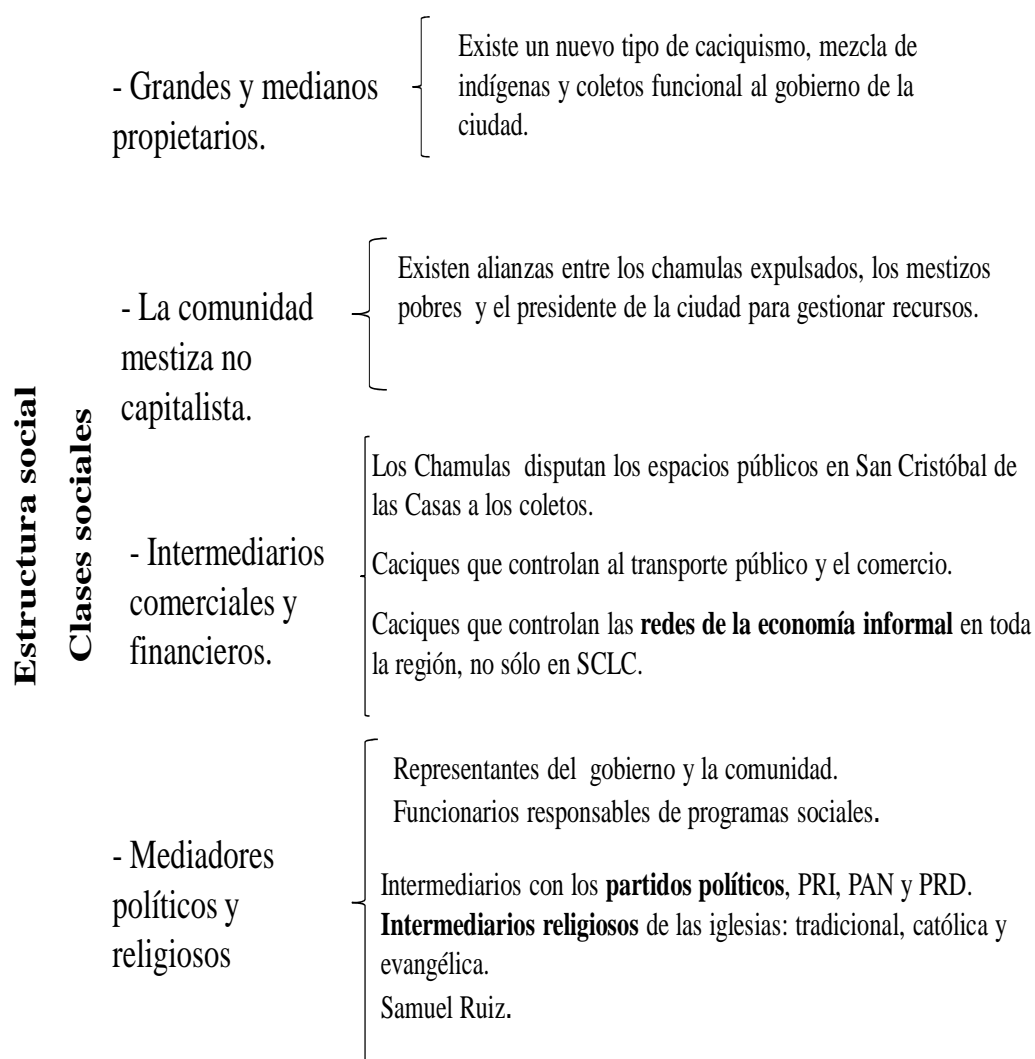 Estructura social
Clases sociales
- Grandes y medianos
propietarios.
Existe un nuevo tipo de caciquismo, mezcla de
indígenas y coletos funcional al gobierno de la
ciudad.
- La comunidad
mestiza no
capitalista.
Existen alianzas entre los chamulas expulsados, los mestizos
pobres y el presidente de la ciudad para gestionar recursos.
- Intermediarios
comerciales y
financieros.
Los Chamulas disputan los espacios públicos en San Cristóbal de
las Casas a los coletos.
Caciques que controlan al transporte público y el comercio.
Caciques que controlan las redes de la economía informal en toda
la región, no sólo en SCLC.
- Mediadores
políticos y
religiosos
Representantes del gobierno y la comunidad.
Funcionarios responsables de programas sociales.
Intermediarios con los partidos políticos, PRI, PAN y PRD.
Intermediarios religiosos de las iglesias: tradicional, católica y
evangélica.
Samuel Ruiz.